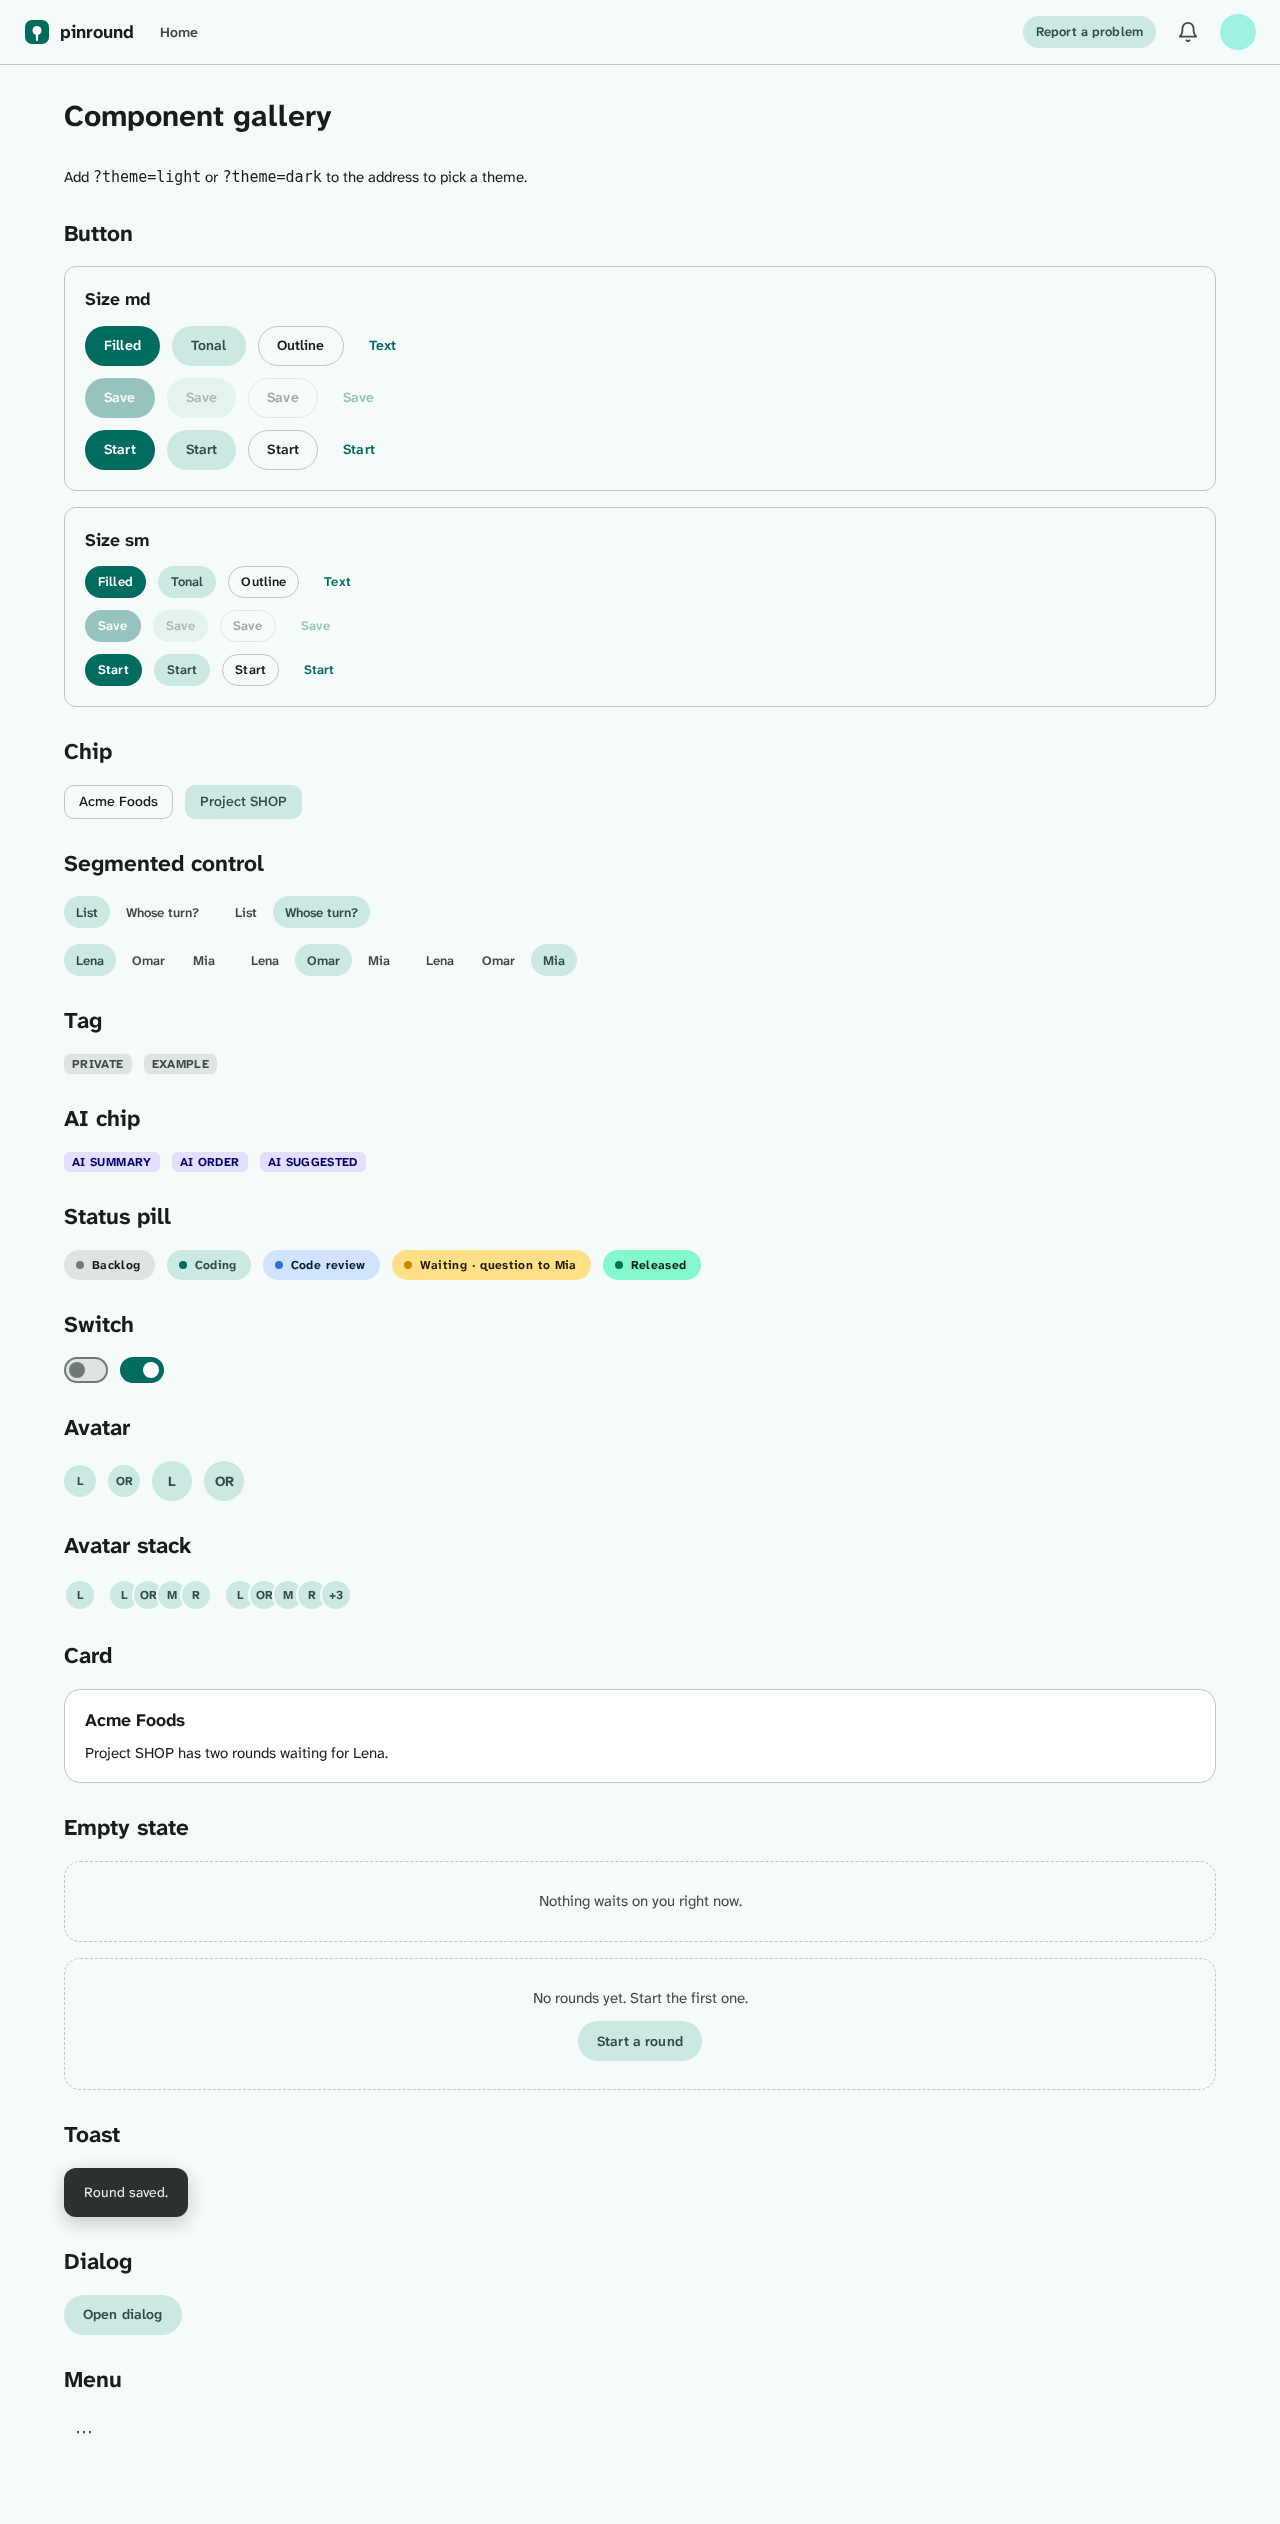 pinround Home Report a problem
Component gallery
Add ?theme=light or ?theme=dark to the address to pick a theme.
Button
Size md
Filled Tonal Outline Text
Save Save Save Save
Start Start Start Start
Size sm
Filled Tonal Outline Text
Save Save Save Save
Start Start Start Start
Chip
Acme Foods Project SHOP
Segmented control
List Whose turn? List Whose turn?
Lena Omar Mia Lena Omar Mia Lena Omar Mia
Tag
PRIVATE EXAMPLE
AI chip
AI SUMMARY AI ORDER AI SUGGESTED
Status pill
Backlog Coding Code review Waiting · question to Mia Released
Switch
Avatar
L OR L OR
Avatar stack
L L OR M R L OR M R +3
Card
Acme Foods
Project SHOP has two rounds waiting for Lena.
Empty state
Nothing waits on you right now.
No rounds yet. Start the first one.
Start a round
Toast
Round saved.
Dialog
Open dialog
Menu
…